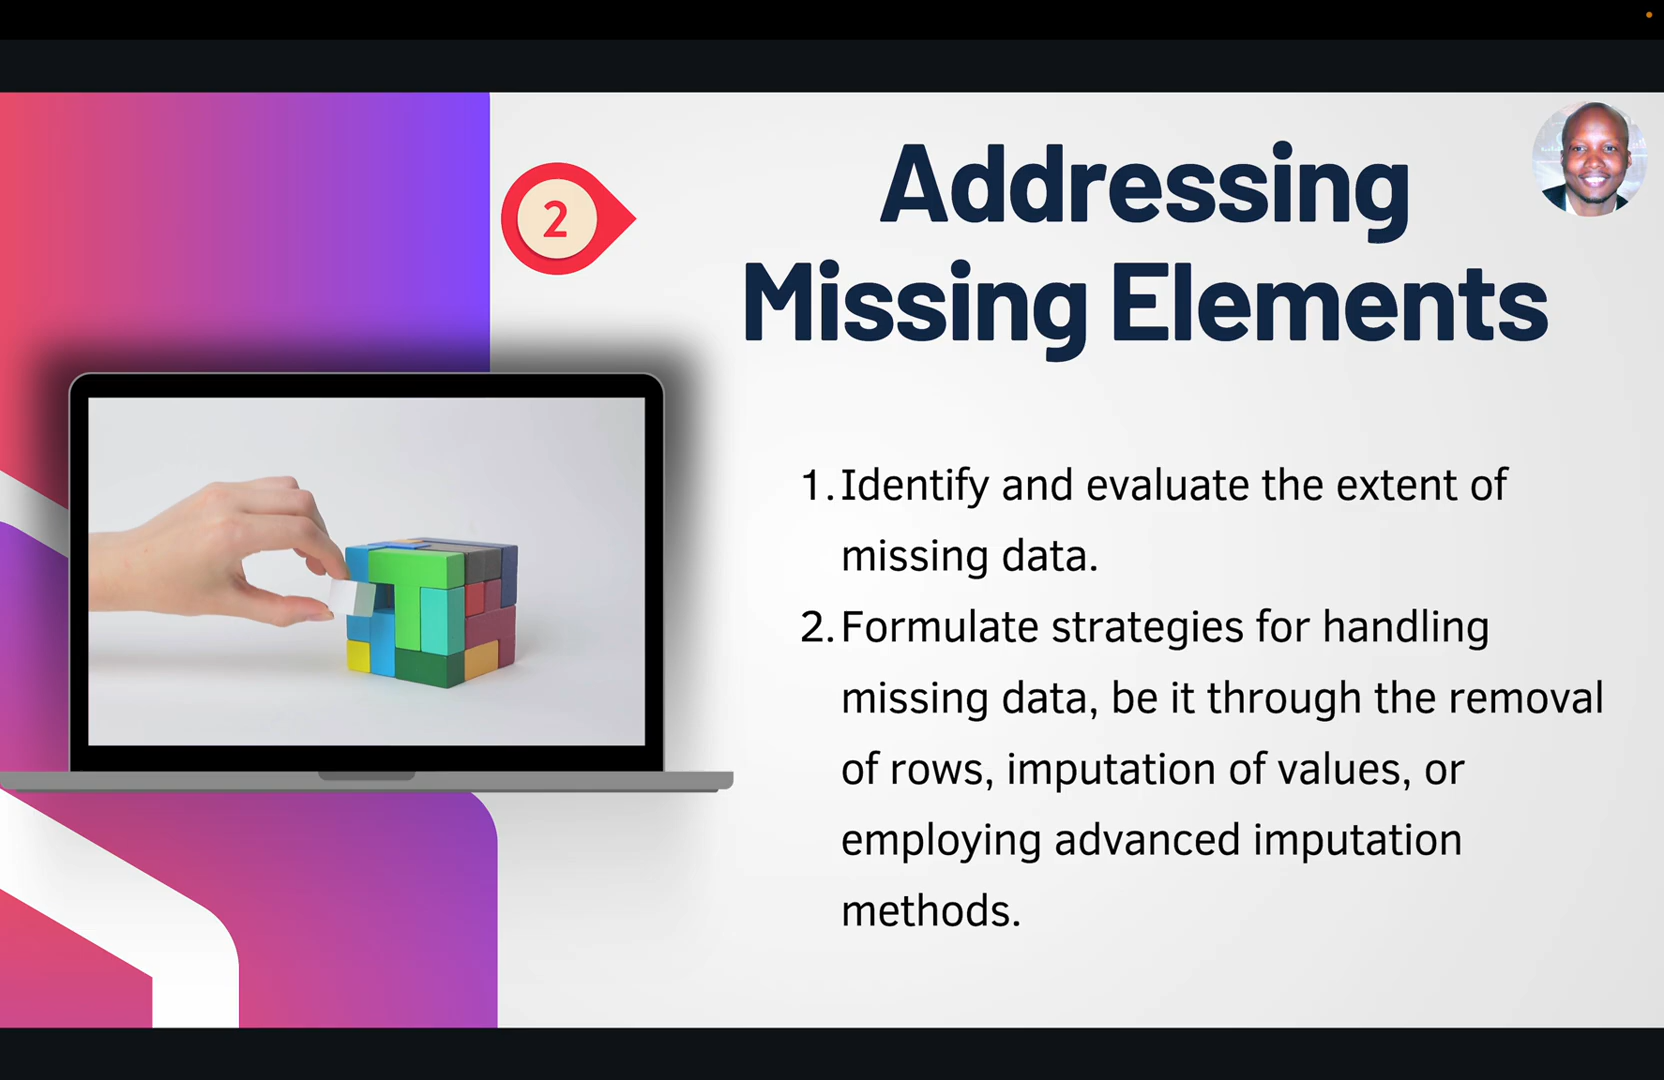 2
Addressing
Missing Elements
1. Identify and evaluate the extent of
missing data.
2. Formulate strategies for handling
missing data, be it through the removal
of rows, imputation of values, or
employing advanced imputation
methods.